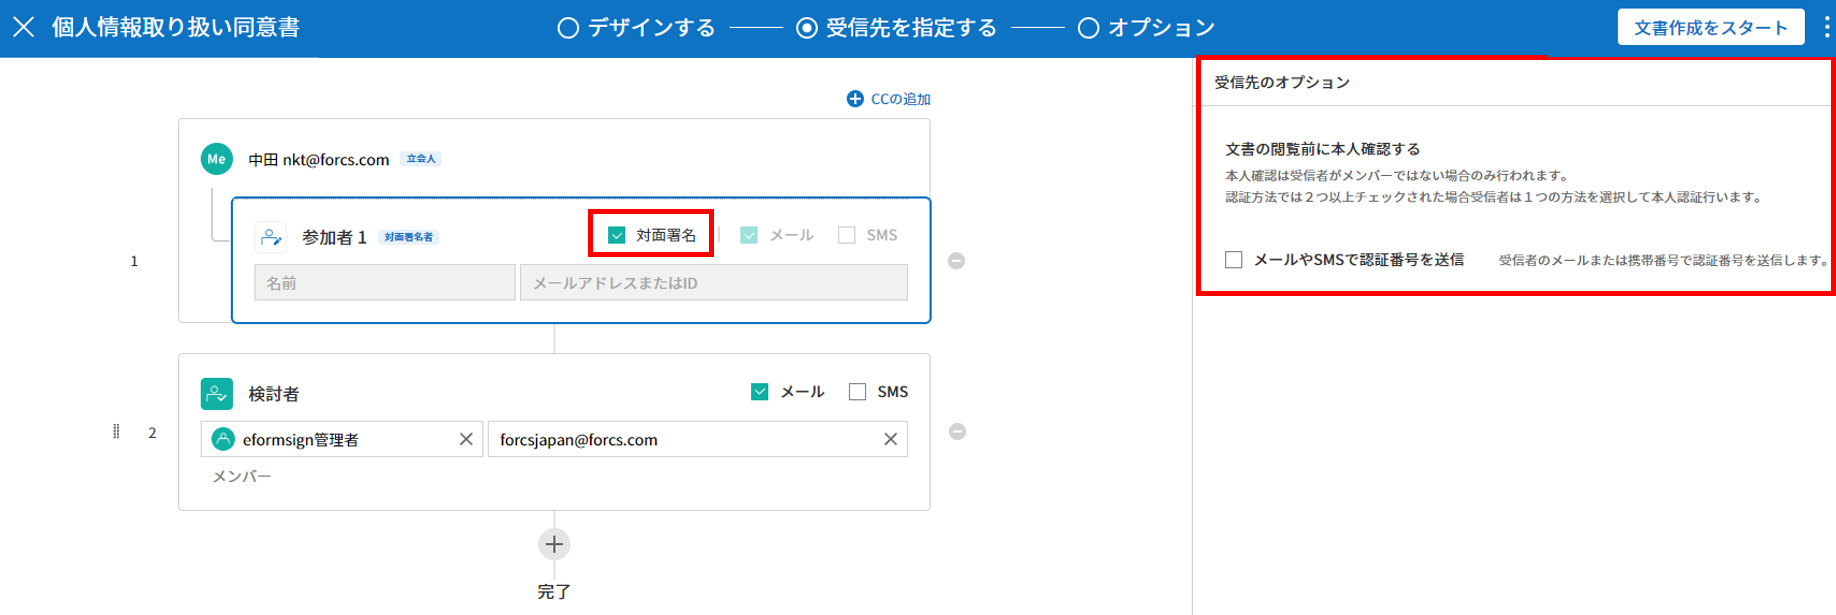 個人情報取り扱い同意書
デザインする
受信先を指定する
オプション
文書作成をスタート
CCの追加
Me
中田 nkt@forcs.com
立会人
1
参加者 1
対面署名者
対面署名
メール
SMS
名前
メールアドレスまたはID
2
検討者
メール
SMS
eformsign管理者
forcsjapan@forcs.com
メンバー
完了
受信先のオプション
文書の閲覧前に本人確認する
本人確認は受信者がメンバーではない場合のみ行われます。
認証方法では２つ以上チェックされた場合受信者は１つの方法を選択して本人認証行います。
メールやSMSで認証番号を送信
受信者のメールまたは携帯番号で認証番号を送信します。